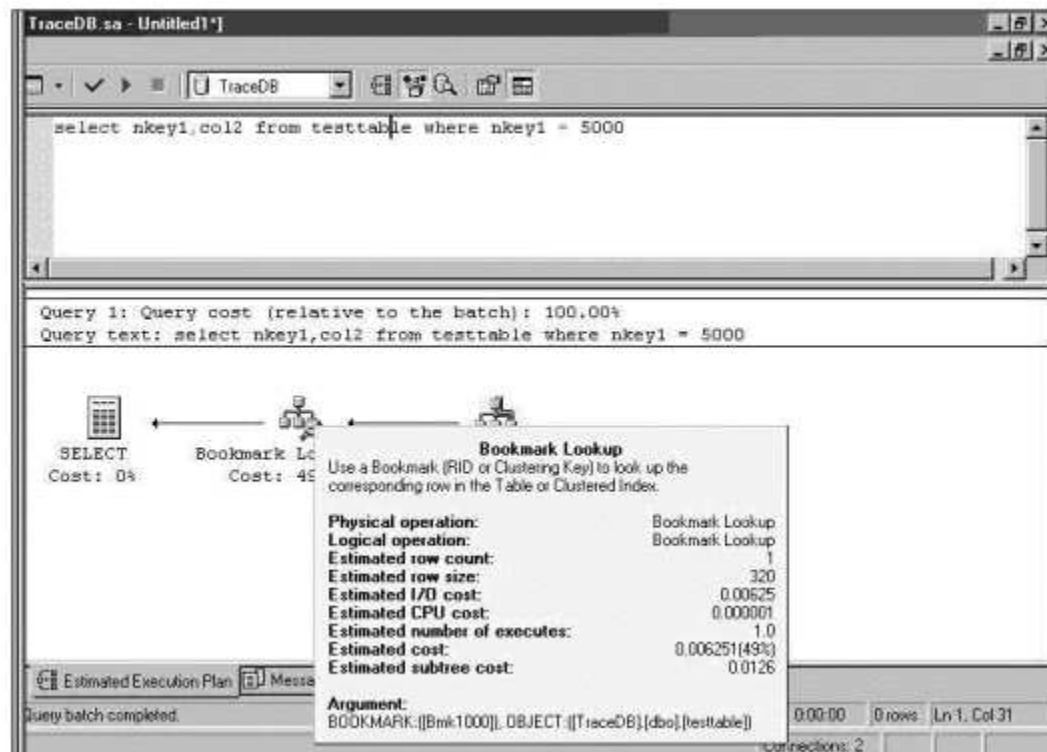 TraceDB.sa - Untitled1*]
TraceDB
select nkey1,col2 from testtable where nkey1 = 5000
Query 1: Query cost (relative to the batch): 100.00%
Query text: select nkey1,col2 from testtable where nkey1 = 5000
SELECT
Cost: 0%
Bookmark Lo
Cost: 49
Bookmark Lookup
Use a Bookmark (RID or Clustering Key) to look up the
corresponding row in the Table or Clustered Index.
Physical operation: Bookmark Lookup
Logical operation: Bookmark Lookup
Estimated row count: 1
Estimated row size: 320
Estimated I/O cost: 0.00625
Estimated CPU cost: 0.000001
Estimated number of executes: 1.0
Estimated cost: 0.006251(49%)
Estimated subtree cost: 0.0126
Argument:
BOOKMARK:([Bmk1000]), OBJECT:([TraceDB].[dbo].[testtable])
Estimated Execution Plan Messa
Query batch completed. 0:00:00 0 rows Ln 1, Col 31
Connections: 2